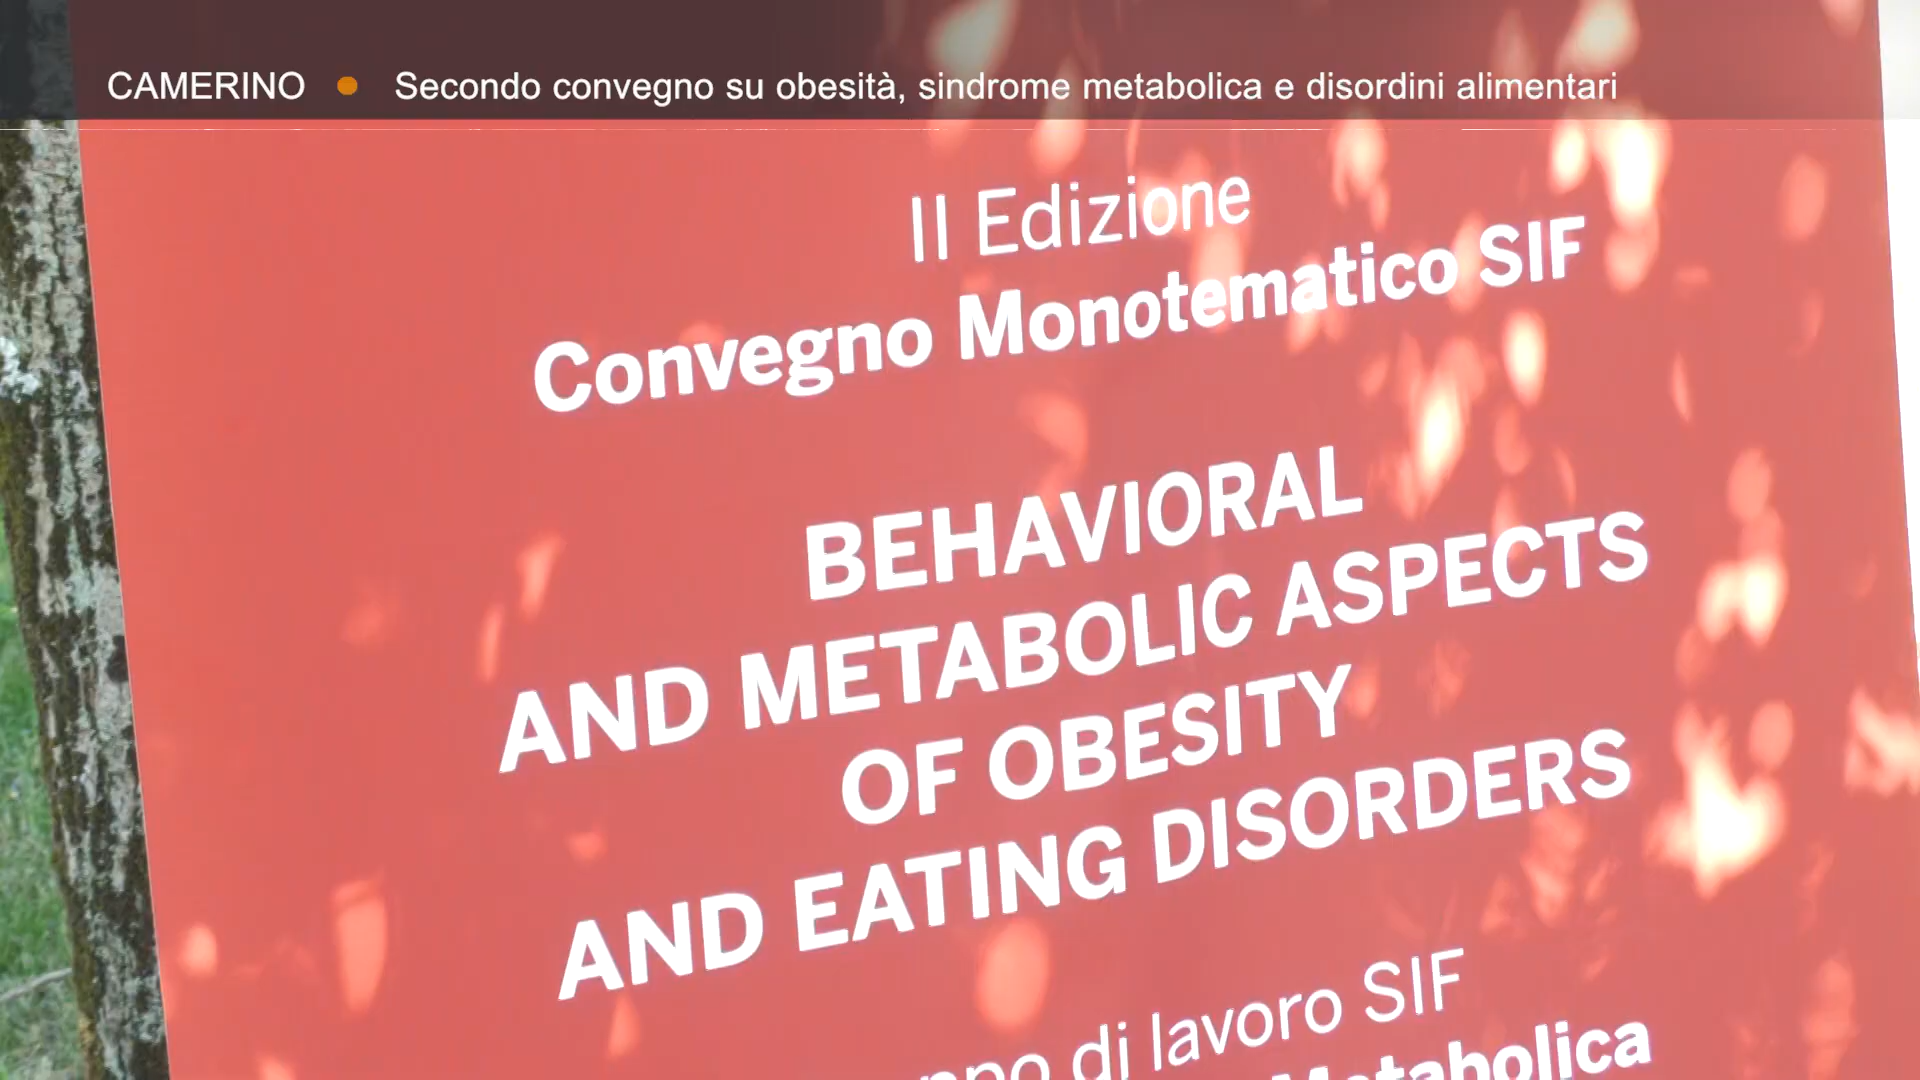 CAMERINO • Secondo convegno su obesità, sindrome metabolica e disordini alimentari
II Edizione
Convegno Monotematico SIF
BEHAVIORAL
AND METABOLIC ASPECTS
OF OBESITY
AND EATING DISORDERS
di lavoro SIF
Metabolica